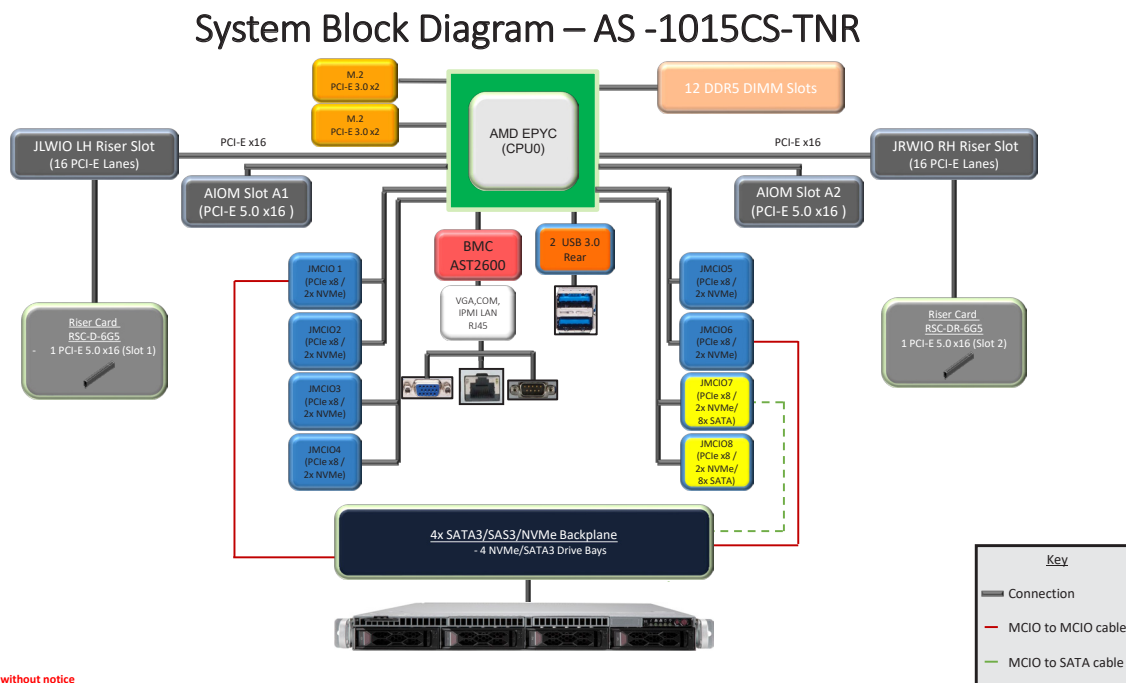 System Block Diagram – AS -1015CS-TNR
M.2
PCI-E 3.0 x2
M.2
PCI-E 3.0 x2
12 DDR5 DIMM Slots
AMD EPYC
(CPU0)
JLWIO LH Riser Slot
(16 PCI-E Lanes)
PCI-E x16
PCI-E x16
JRWIO RH Riser Slot
(16 PCI-E Lanes)
AIOM Slot A1
(PCI-E 5.0 x16 )
AIOM Slot A2
(PCI-E 5.0 x16 )
BMC
AST2600
2 USB 3.0
Rear
JMCIO 1
(PCIe x8 /
2x NVMe)
JMCIO5
(PCIe x8 /
2x NVMe)
VGA,COM,
IPMI LAN
RJ45
JMCIO2
(PCIe x8 /
2x NVMe)
JMCIO6
(PCIe x8 /
2x NVMe)
Riser Card
RSC-D-6G5
- 1 PCI-E 5.0 x16 (Slot 1)
Riser Card
RSC-DR-6G5
1 PCI-E 5.0 x16 (Slot 2)
JMCIO3
(PCIe x8 /
2x NVMe)
JMCIO7
(PCIe x8 /
2x NVMe/
8x SATA)
JMCIO4
(PCIe x8 /
2x NVMe)
JMCIO8
(PCIe x8 /
2x NVMe/
8x SATA)
4x SATA3/SAS3/NVMe Backplane
- 4 NVMe/SATA3 Drive Bays
Key
Connection
MCIO to MCIO cable
MCIO to SATA cable
without notice